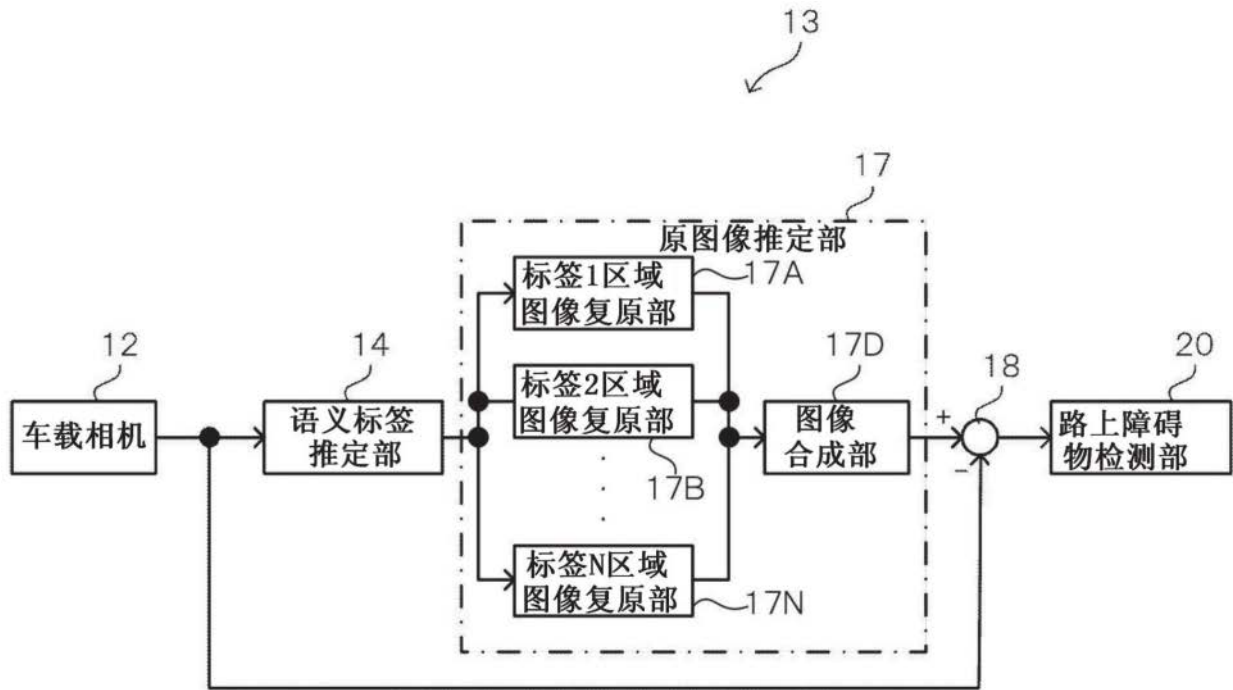 13
17
原图像推定部
标签1区域
图像复原部
17A
12
14
标签2区域
图像复原部
17B
17D
18
20
车载相机
语义标签
推定部
图像
合成部
+
−
路上障碍
物检测部
标签N区域
图像复原部
17N